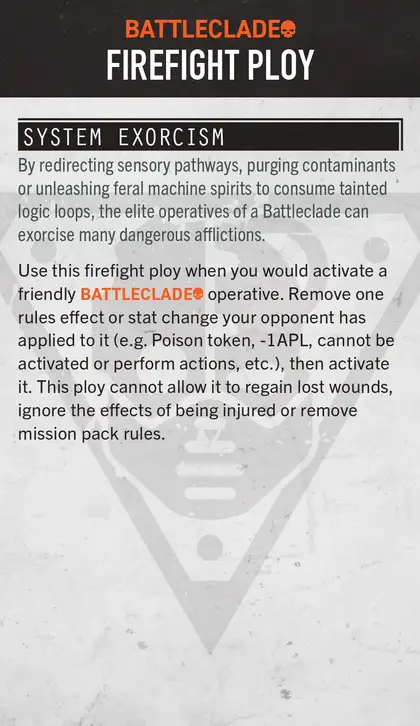 BATTLECLADE
FIREFIGHT PLOY
SYSTEM EXORCISM
By redirecting sensory pathways, purging contaminants
or unleashing feral machine spirits to consume tainted
logic loops, the elite operatives of a Battleclade can
exorcise many dangerous afflictions.
Use this firefight ploy when you would activate a
friendly BATTLECLADE operative. Remove one
rules effect or stat change your opponent has
applied to it (e.g. Poison token, -1APL, cannot be
activated or perform actions, etc.), then activate
it. This ploy cannot allow it to regain lost wounds,
ignore the effects of being injured or remove
mission pack rules.